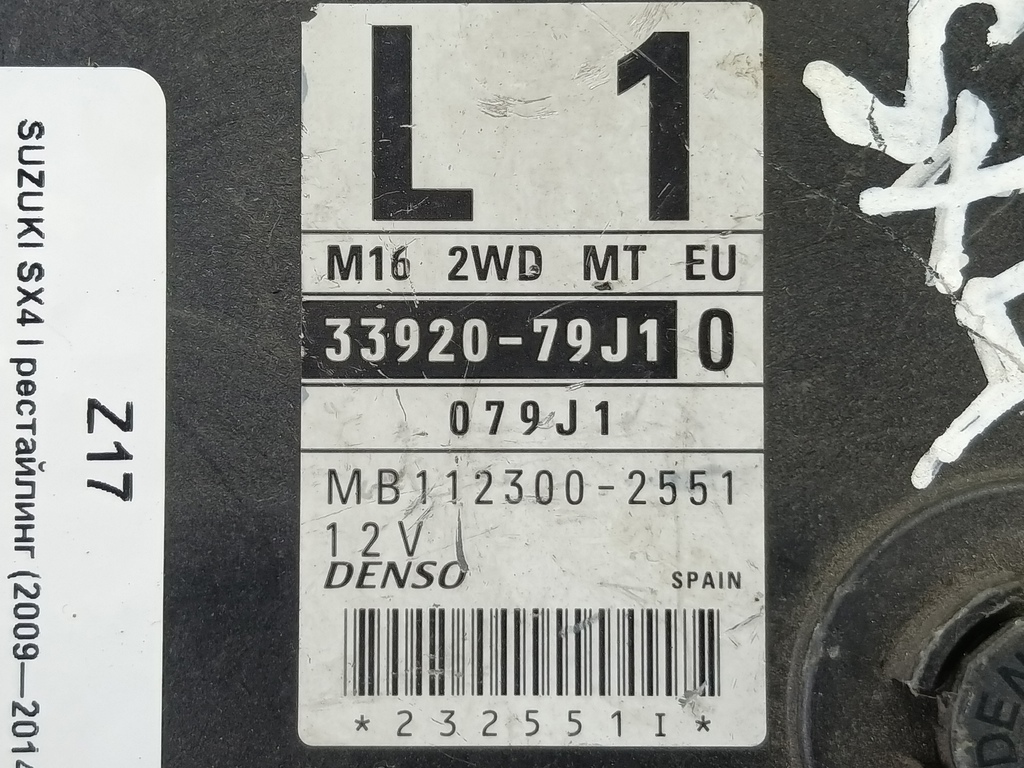 L 1
M16 2WD MT EU
33920-79J1 0
079J1
MB112300-2551
12V
DENSO SPAIN
*232551I*
SUZUKI SX4 I рестайлинг (2009—2014
Z17